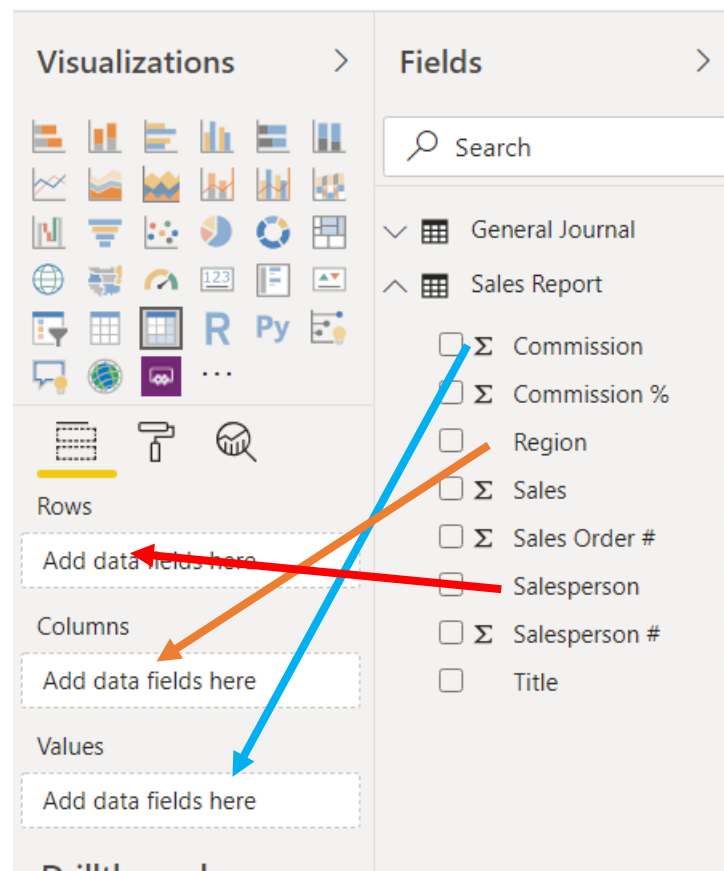 Visualizations
Fields
Search
123
R
Py
General Journal
Sales Report
Σ Commission
Σ Commission %
Region
Σ Sales
Σ Sales Order #
Salesperson
Σ Salesperson #
Title
Rows
Add data fields here
Columns
Add data fields here
Values
Add data fields here